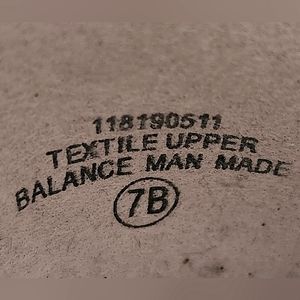 118190511
TEXTILE UPPER
BALANCE MAN MADE
7B